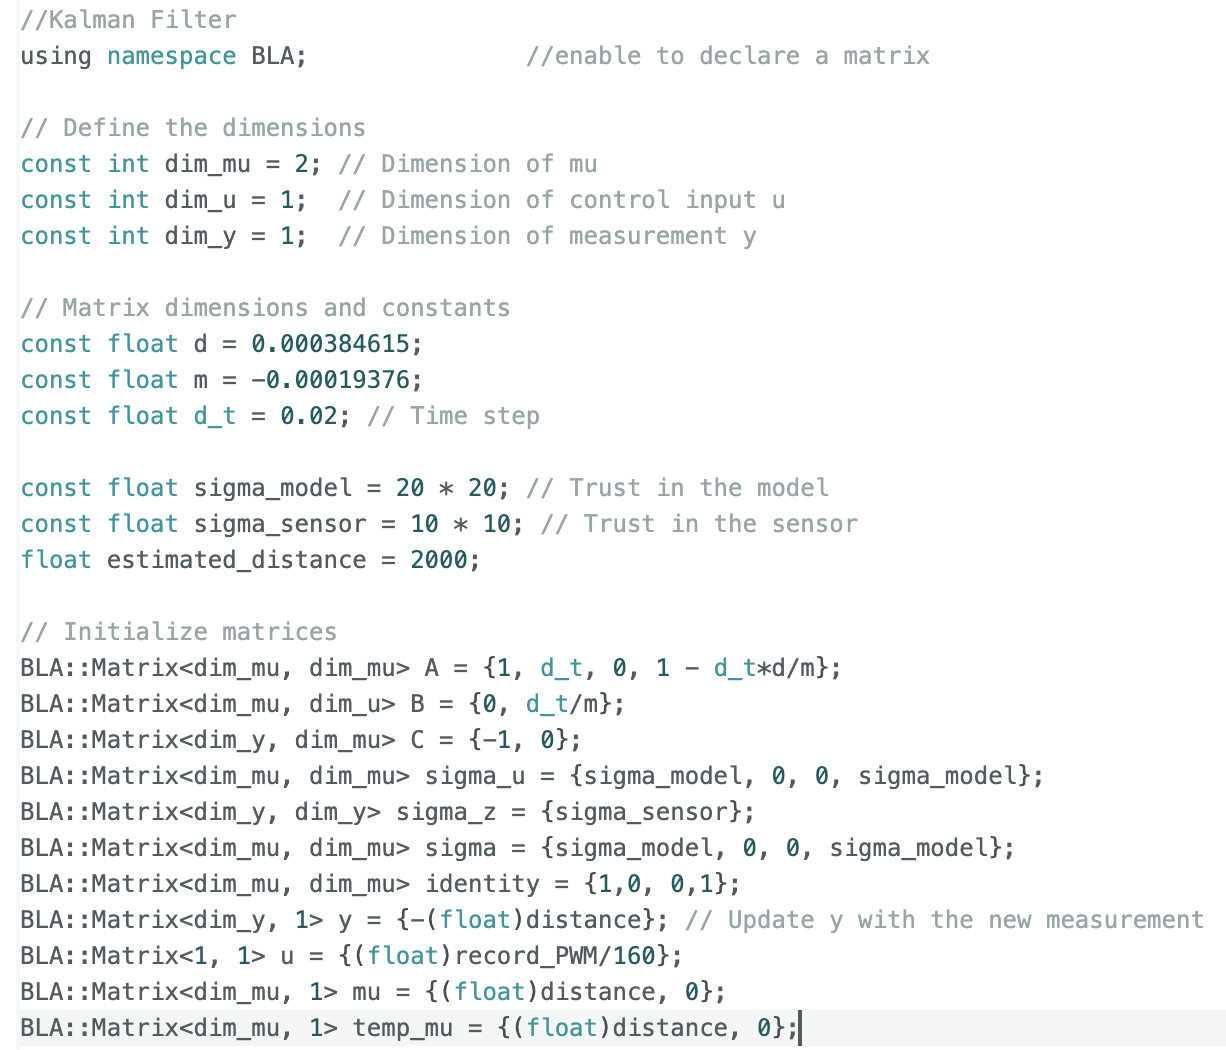 //Kalman Filter
using namespace BLA;               //enable to declare a matrix
// Define the dimensions
const int dim_mu = 2; // Dimension of mu
const int dim_u = 1;  // Dimension of control input u
const int dim_y = 1;  // Dimension of measurement y
// Matrix dimensions and constants
const float d = 0.000384615;
const float m = -0.00019376;
const float d_t = 0.02; // Time step
const float sigma_model = 20 * 20; // Trust in the model
const float sigma_sensor = 10 * 10; // Trust in the sensor
float estimated_distance = 2000;
// Initialize matrices
BLA::Matrix<dim_mu, dim_mu> A = {1, d_t, 0, 1 - d_t*d/m};
BLA::Matrix<dim_mu, dim_u> B = {0, d_t/m};
BLA::Matrix<dim_y, dim_mu> C = {-1, 0};
BLA::Matrix<dim_mu, dim_mu> sigma_u = {sigma_model, 0, 0, sigma_model};
BLA::Matrix<dim_y, dim_y> sigma_z = {sigma_sensor};
BLA::Matrix<dim_mu, dim_mu> sigma = {sigma_model, 0, 0, sigma_model};
BLA::Matrix<dim_mu, dim_mu> identity = {1,0, 0,1};
BLA::Matrix<dim_y, 1> y = {-(float)distance}; // Update y with the new measurement
BLA::Matrix<1, 1> u = {(float)record_PWM/160};
BLA::Matrix<dim_mu, 1> mu = {(float)distance, 0};
BLA::Matrix<dim_mu, 1> temp_mu = {(float)distance, 0};